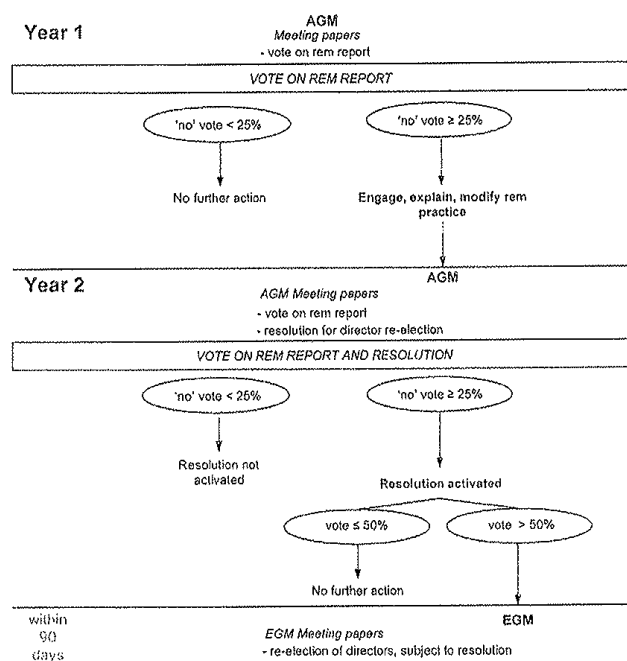 Year 1
AGM
Meeting papers
- vote on rem report
VOTE ON REM REPORT
'no' vote < 25%
'no' vote ≥ 25%
No further action
Engage, explain, modify rem
practice
AGM
Year 2
AGM Meeting papers
- vote on rem report
- resolution for director re-election
VOTE ON REM REPORT AND RESOLUTION
'no' vote < 25%
'no' vote ≥ 25%
Resolution not
activated
Resolution activated
vote ≤ 50%
vote > 50%
No further action
EGM
within
90
days
EGM Meeting papers
- re-election of directors, subject to resolution